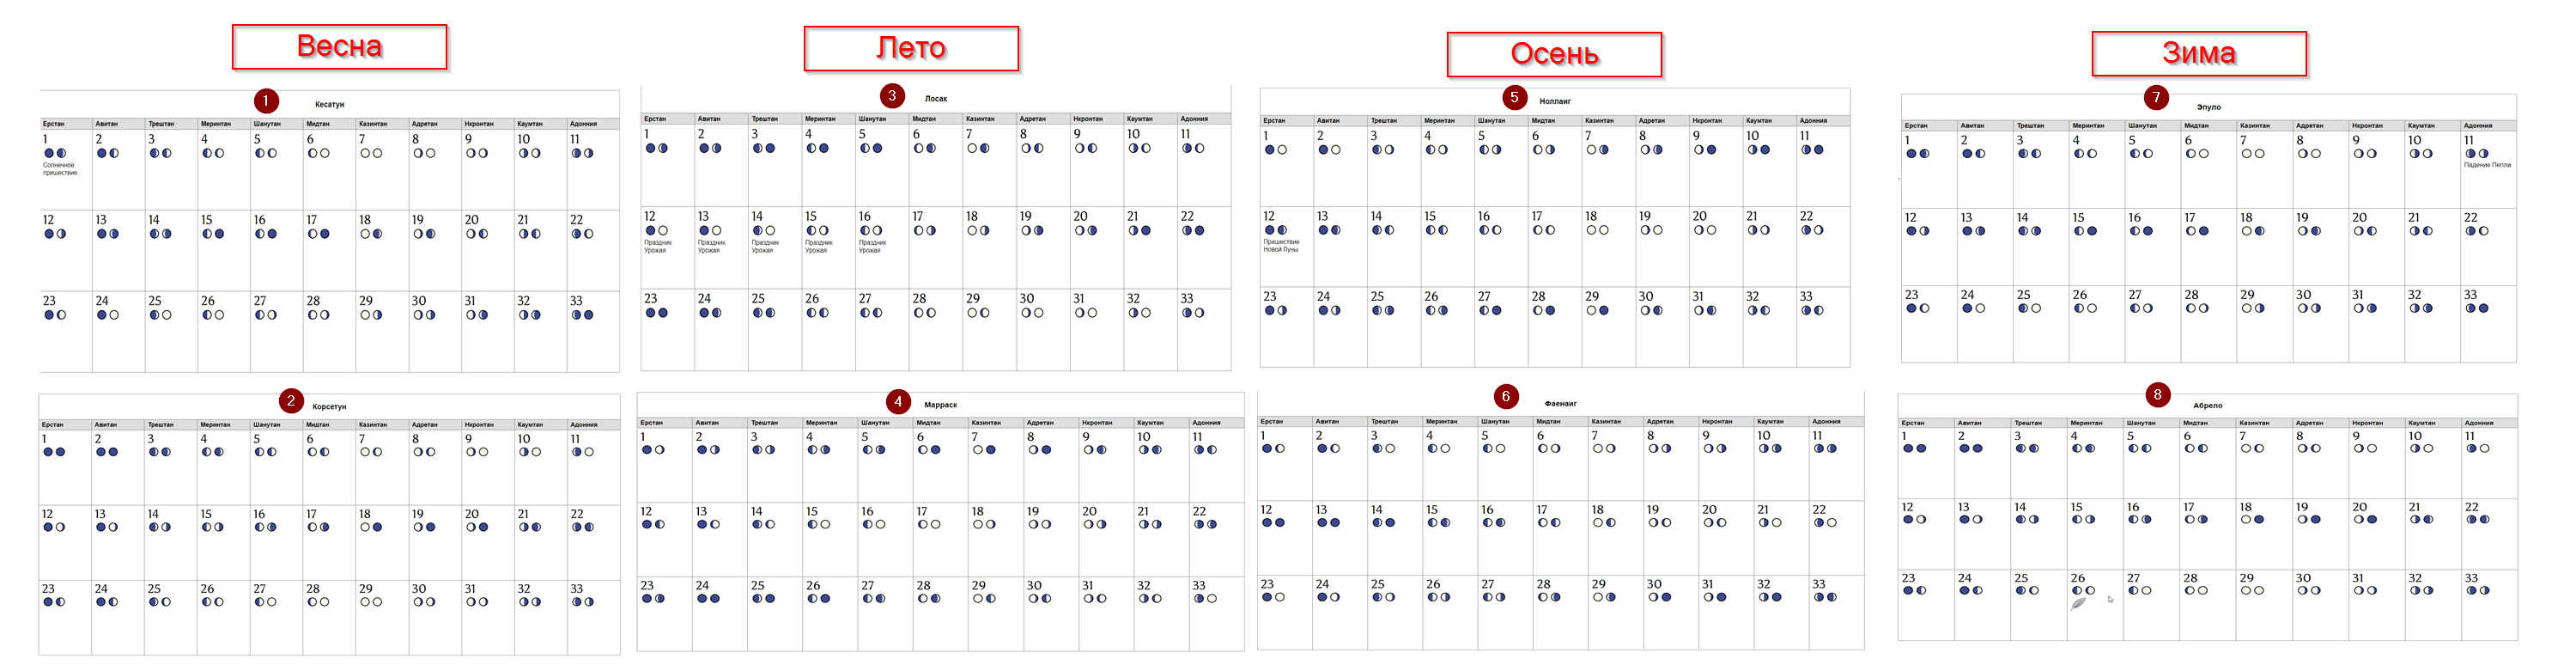 Весна
Лето
Осень
Зима
1
Кесатун
Ерстан Авитан Трештан Меринтан Шанутан Мидтан Казинтан Адретан Нкронтан Каумтан Адонния
1 2 3 4 5 6 7 8 9 10 11
Солнечное
пришествие
12 13 14 15 16 17 18 19 20 21 22
23 24 25 26 27 28 29 30 31 32 33
3
Лосак
Ерстан Авитан Трештан Меринтан Шанутан Мидтан Казинтан Адретан Нкронтан Каумтан Адонния
1 2 3 4 5 6 7 8 9 10 11
12 13 14 15 16 17 18 19 20 21 22
Праздник Праздник Праздник Праздник Праздник
Урожая Урожая Урожая Урожая Урожая
23 24 25 26 27 28 29 30 31 32 33
5
Ноллаиг
Ерстан Авитан Трештан Меринтан Шанутан Мидтан Казинтан Адретан Нкронтан Каумтан Адонния
1 2 3 4 5 6 7 8 9 10 11
12 13 14 15 16 17 18 19 20 21 22
Пришествие
Новой Луны
23 24 25 26 27 28 29 30 31 32 33
7
Эпуло
Ерстан Авитан Трештан Меринтан Шанутан Мидтан Казинтан Адретан Нкронтан Каумтан Адонния
1 2 3 4 5 6 7 8 9 10 11
Падение Пепла
12 13 14 15 16 17 18 19 20 21 22
23 24 25 26 27 28 29 30 31 32 33
2
Корсетун
Ерстан Авитан Трештан Меринтан Шанутан Мидтан Казинтан Адретан Нкронтан Каумтан Адонния
1 2 3 4 5 6 7 8 9 10 11
12 13 14 15 16 17 18 19 20 21 22
23 24 25 26 27 28 29 30 31 32 33
4
Марраск
Ерстан Авитан Трештан Меринтан Шанутан Мидтан Казинтан Адретан Нкронтан Каумтан Адонния
1 2 3 4 5 6 7 8 9 10 11
12 13 14 15 16 17 18 19 20 21 22
23 24 25 26 27 28 29 30 31 32 33
6
Фаенаиг
Ерстан Авитан Трештан Меринтан Шанутан Мидтан Казинтан Адретан Нкронтан Каумтан Адонния
1 2 3 4 5 6 7 8 9 10 11
12 13 14 15 16 17 18 19 20 21 22
23 24 25 26 27 28 29 30 31 32 33
8
Абрело
Ерстан Авитан Трештан Меринтан Шанутан Мидтан Казинтан Адретан Нкронтан Каумтан Адонния
1 2 3 4 5 6 7 8 9 10 11
12 13 14 15 16 17 18 19 20 21 22
23 24 25 26 27 28 29 30 31 32 33